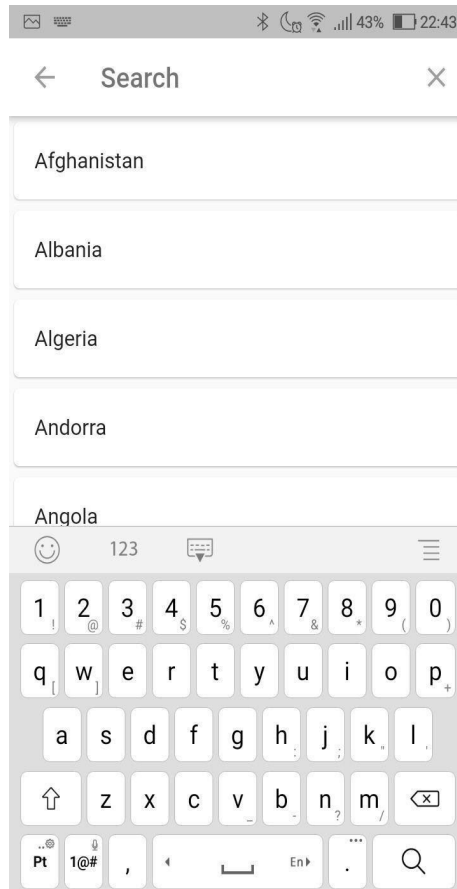 43% 22:43
Search
Afghanistan
Albania
Algeria
Andorra
Angola
123
1 ! 2 @ 3 # 4 $ 5 % 6 ^ 7 & 8 * 9 ( 0 )
q [ w ] e r t y u i o p +
a s d f g h : j ; k " l '
z x c v _ b - n ? m /
Pt 1@# , En .